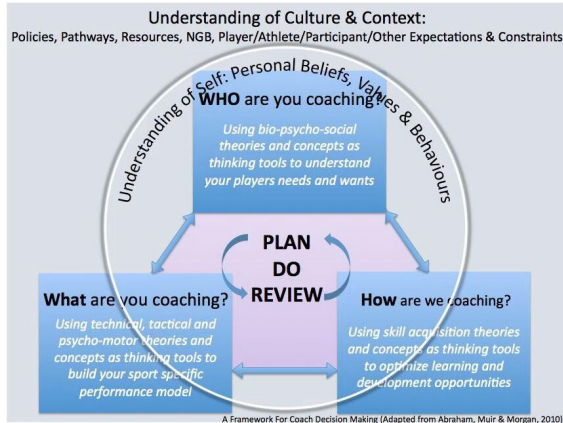 Understanding of Culture & Context:
Policies, Pathways, Resources, NGB, Player/Athlete/Participant/Other Expectations & Constraints
Understanding of Self: Personal Beliefs, Values & Behaviours
WHO are you coaching?
Using bio-psycho-social
theories and concepts as
thinking tools to understand
your players needs and wants
PLAN
DO
REVIEW
What are you coaching?
Using technical, tactical and
psycho-motor theories and
concepts as thinking tools to
build your sport specific
performance model
How are we coaching?
Using skill acquisition theories
and concepts as thinking tools
to optimize learning and
development opportunities
A Framework For Coach Decision Making (Adapted from Abraham, Muir & Morgan, 2010)